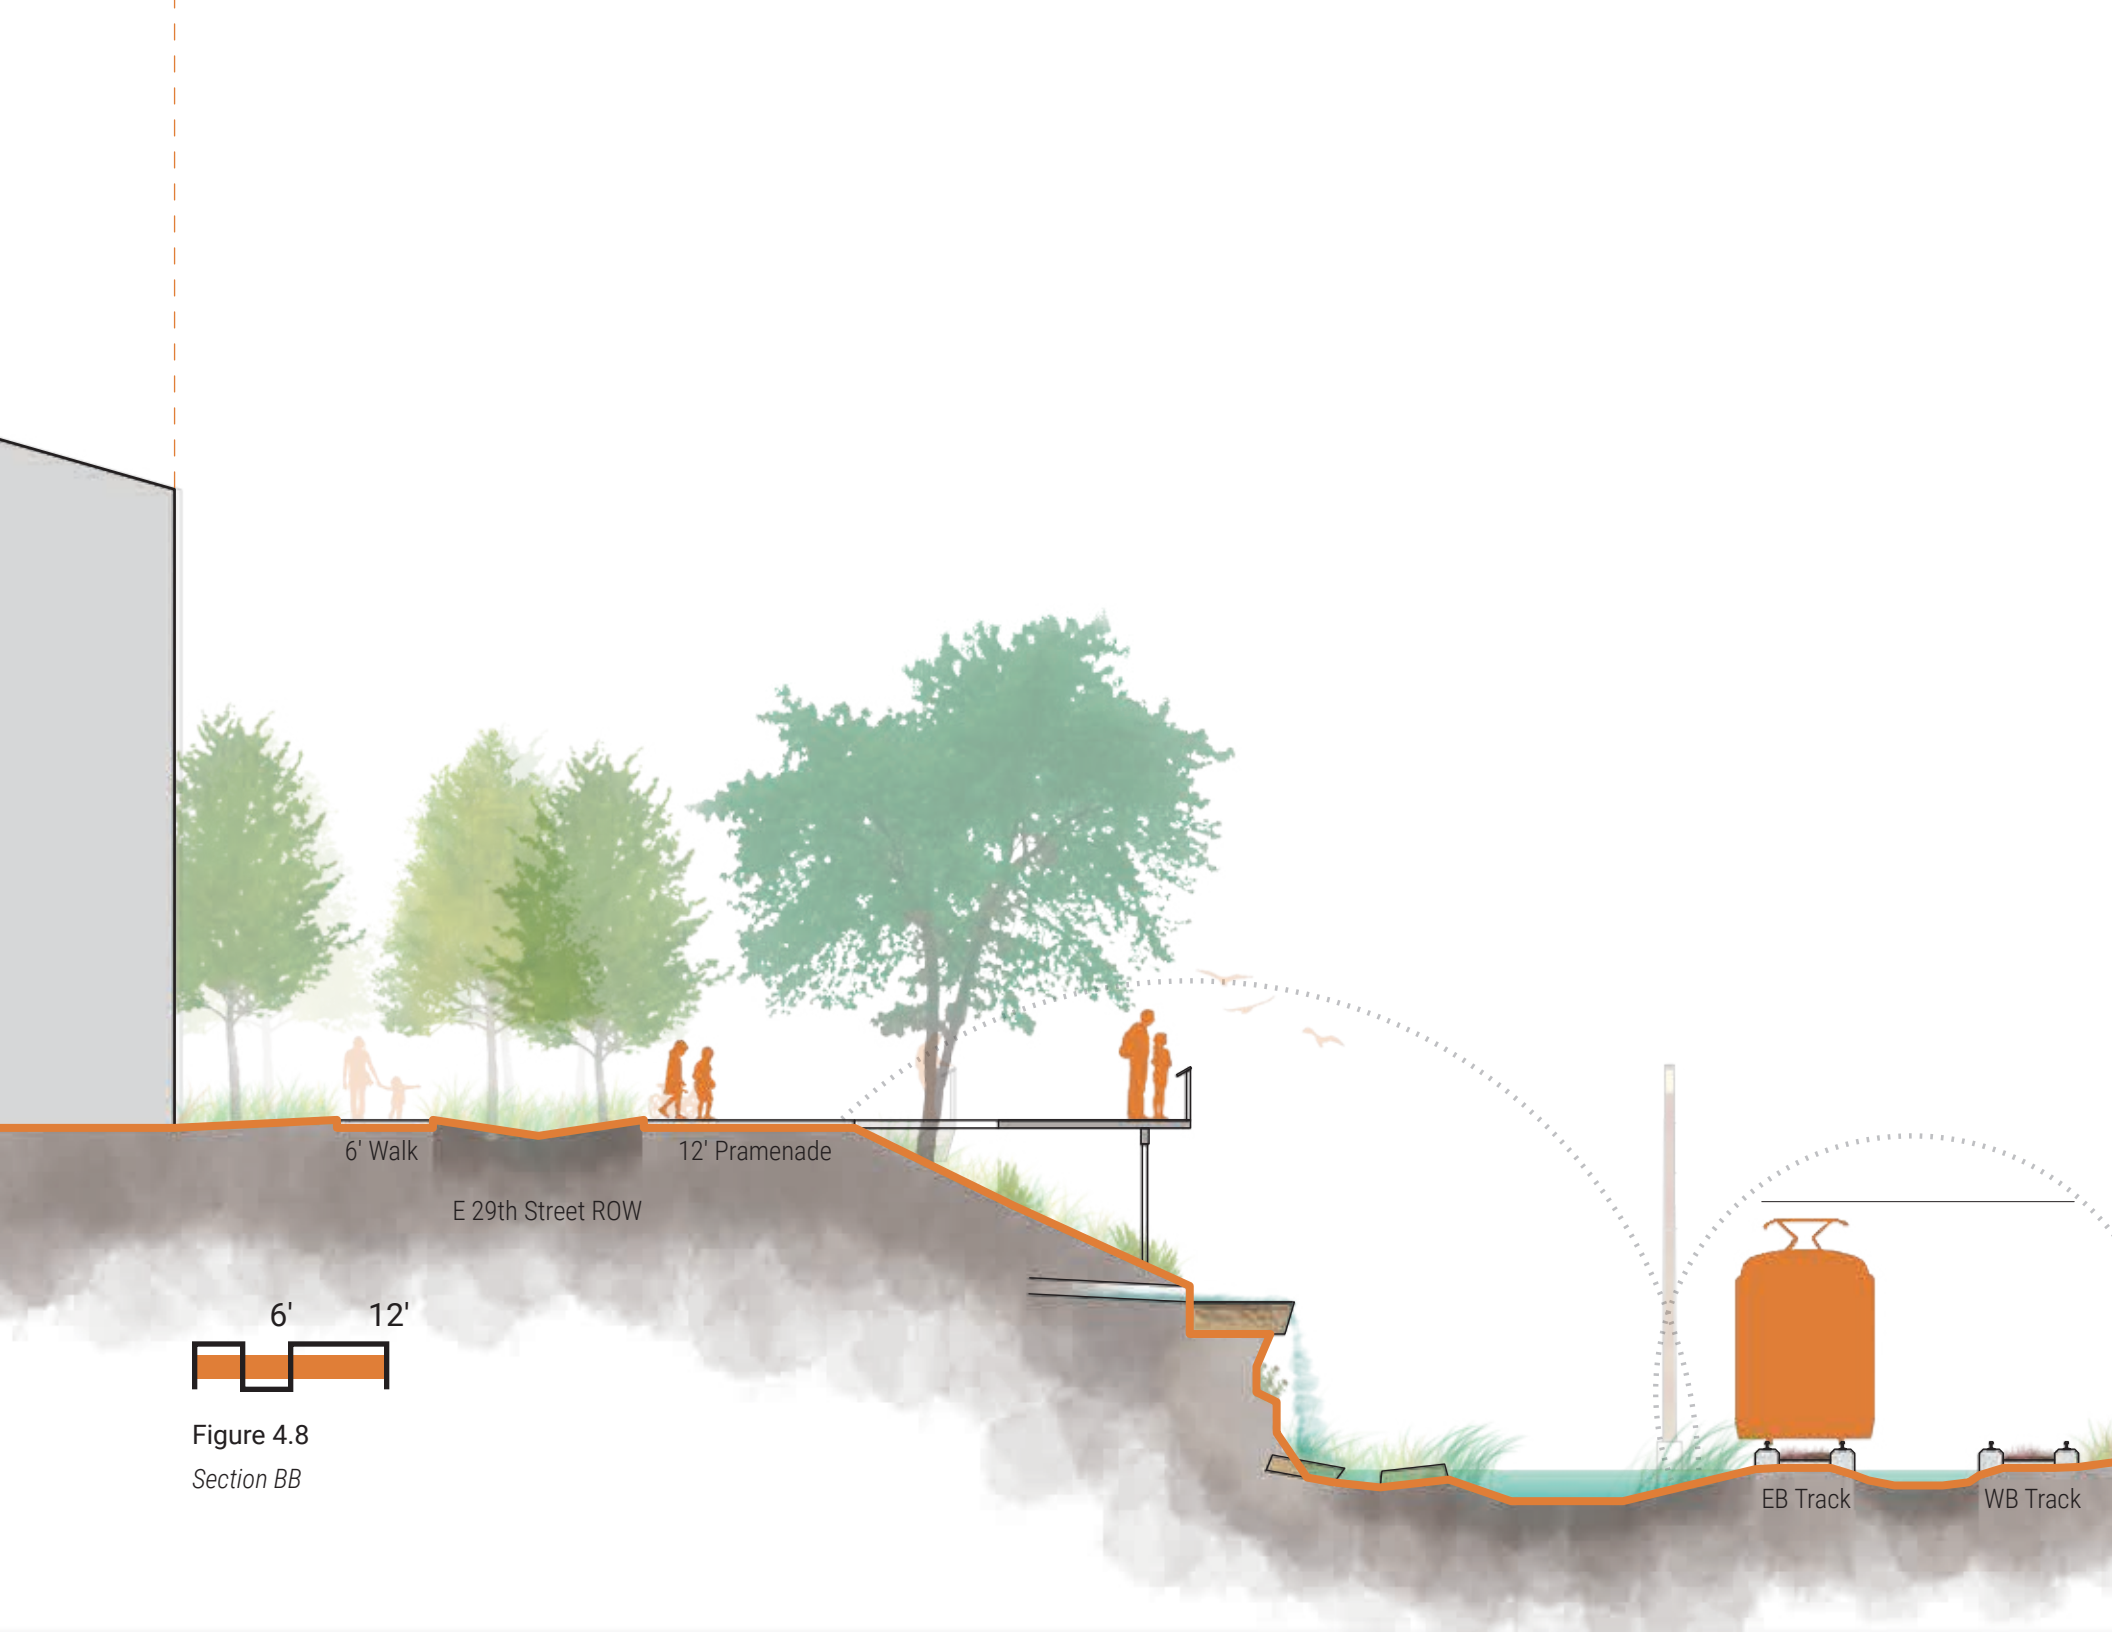 6' Walk
12' Pramenade
E 29th Street ROW
6' 12'
Figure 4.8
Section BB
EB Track
WB Track